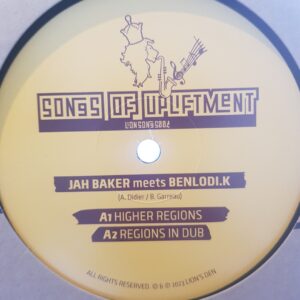 SONGS OF UPLIFTMENT
LIONSONGS002
JAH BAKER meets BENLODI.K
(A. Didier / B. Garreau)
A1 HIGHER REGIONS
A2 REGIONS IN DUB
ALL RIGHTS RESERVED. © & ℗ 2023 LION'S DEN